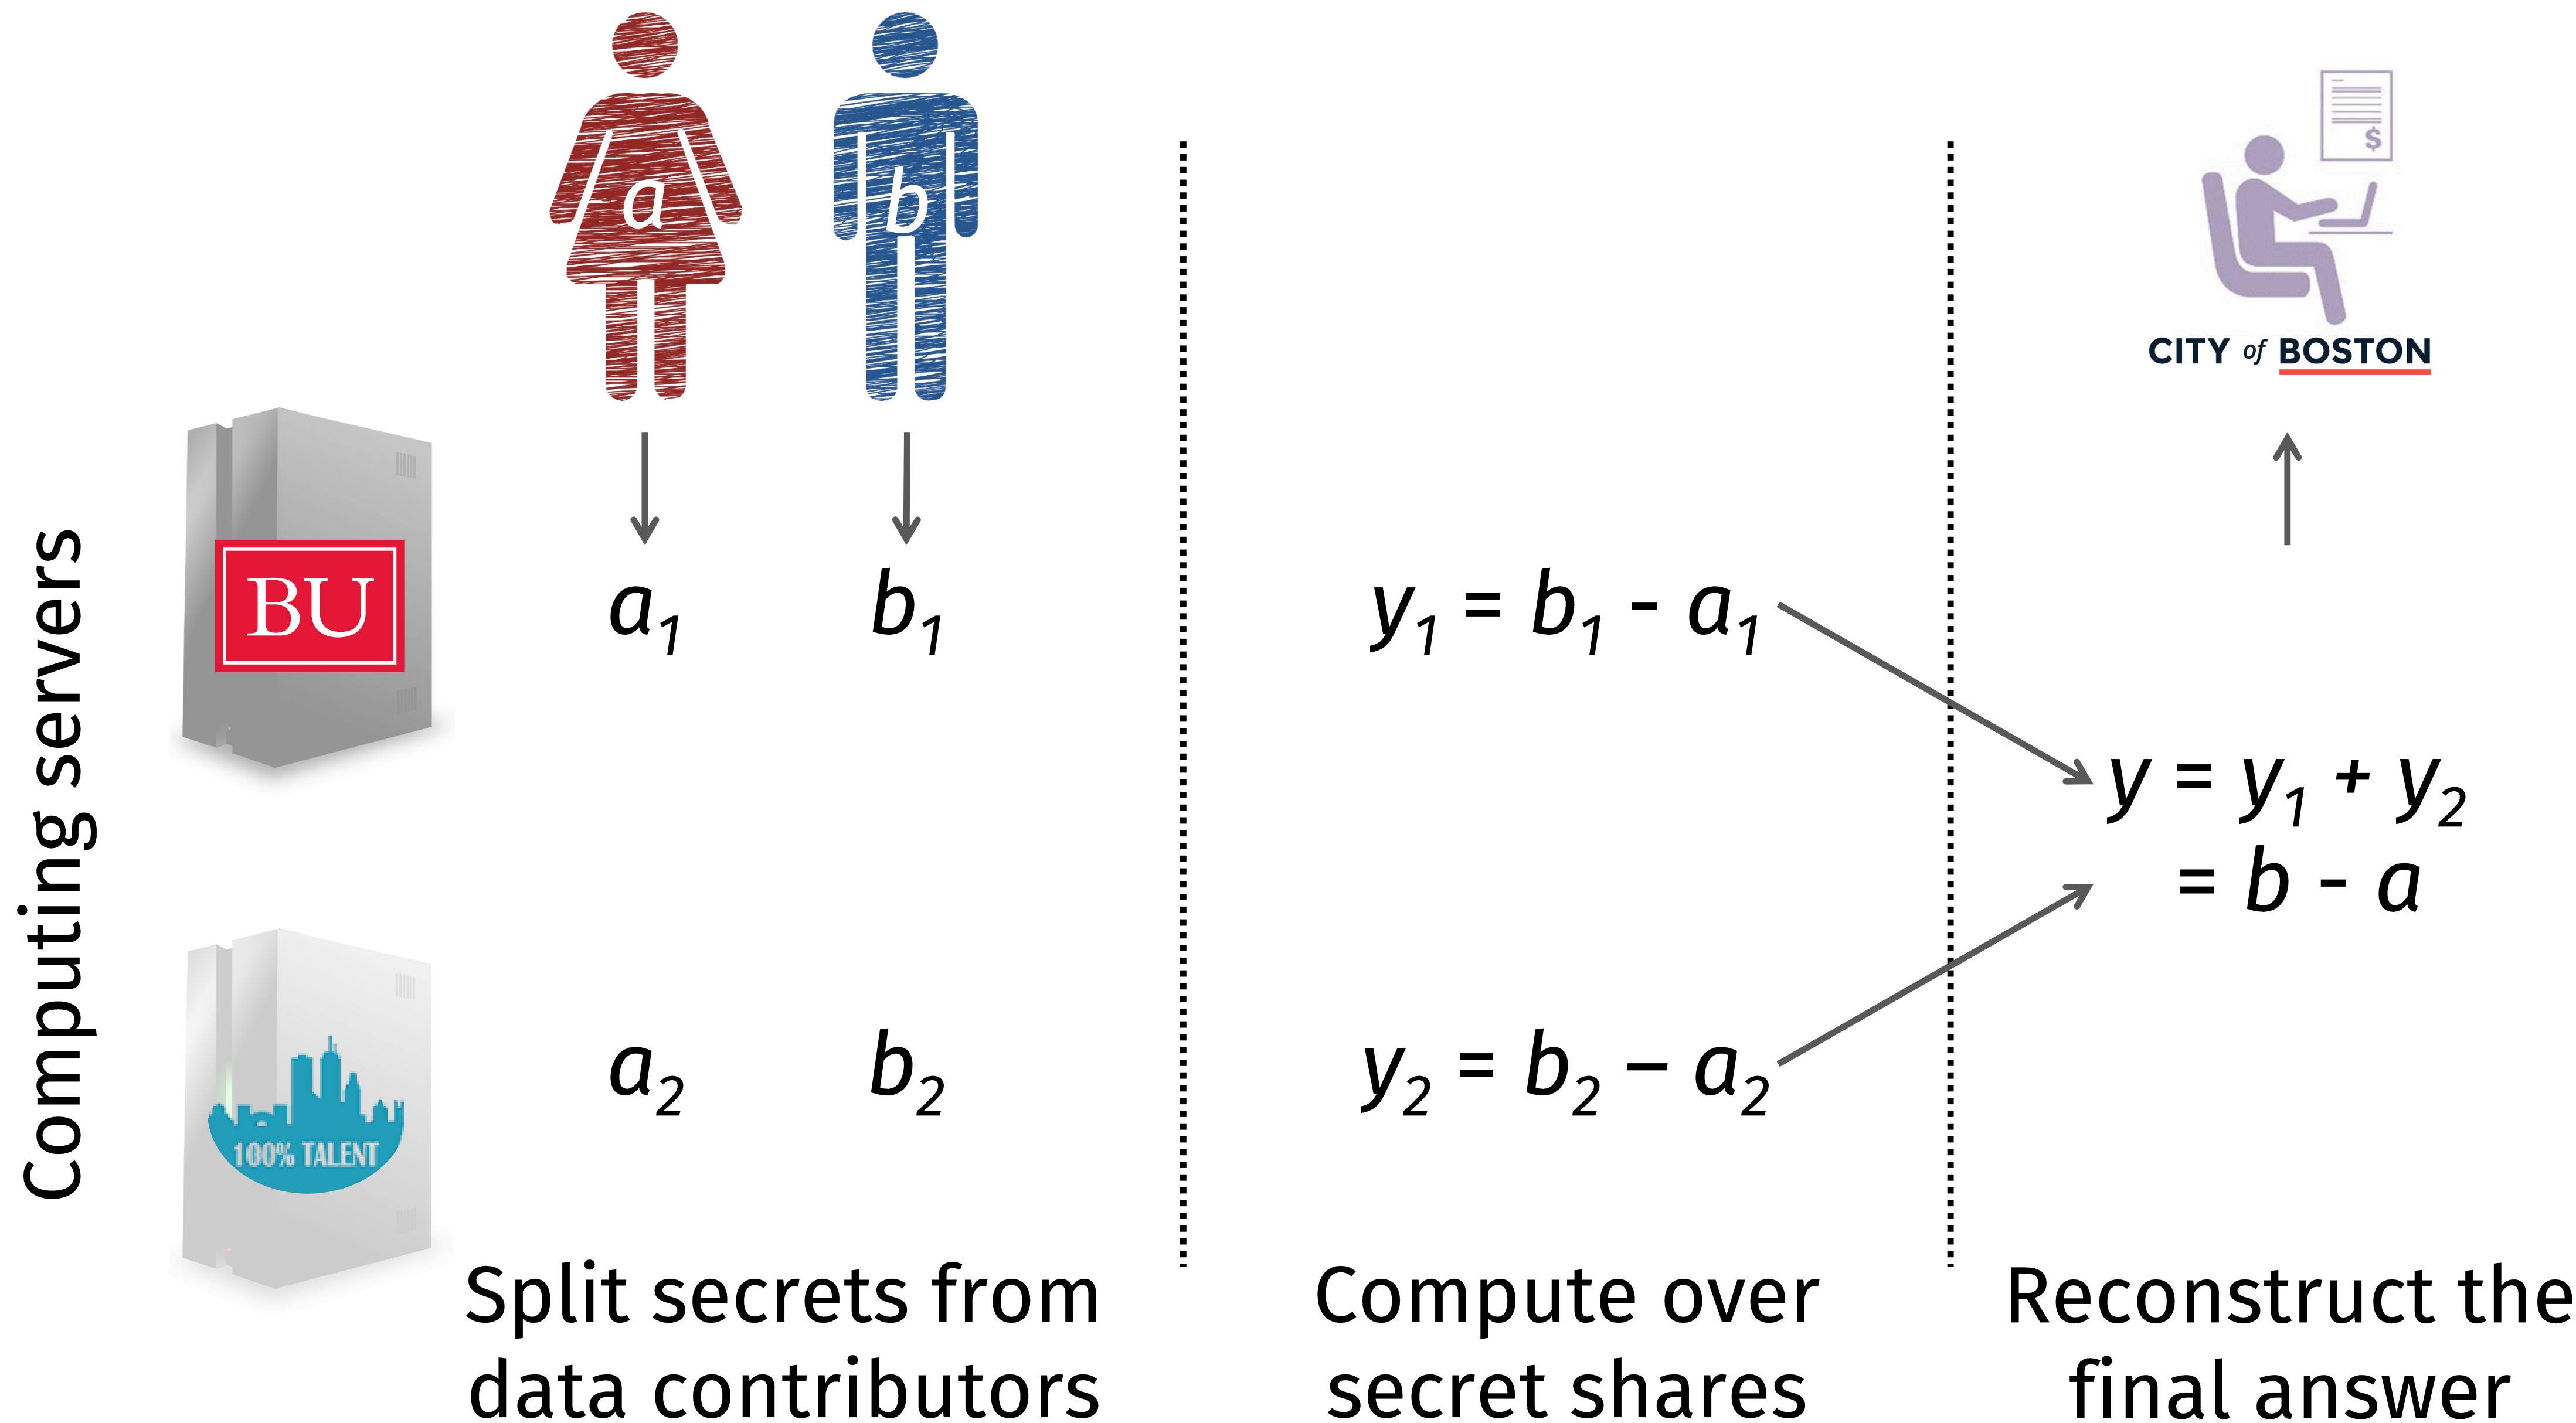 a
b
CITY of BOSTON
Computing servers
BU
a1 b1
y1 = b1 - a1
y = y1 + y2
= b - a
100% TALENT
a2 b2
y2 = b2 – a2
Split secrets from
data contributors
Compute over
secret shares
Reconstruct the
final answer
$